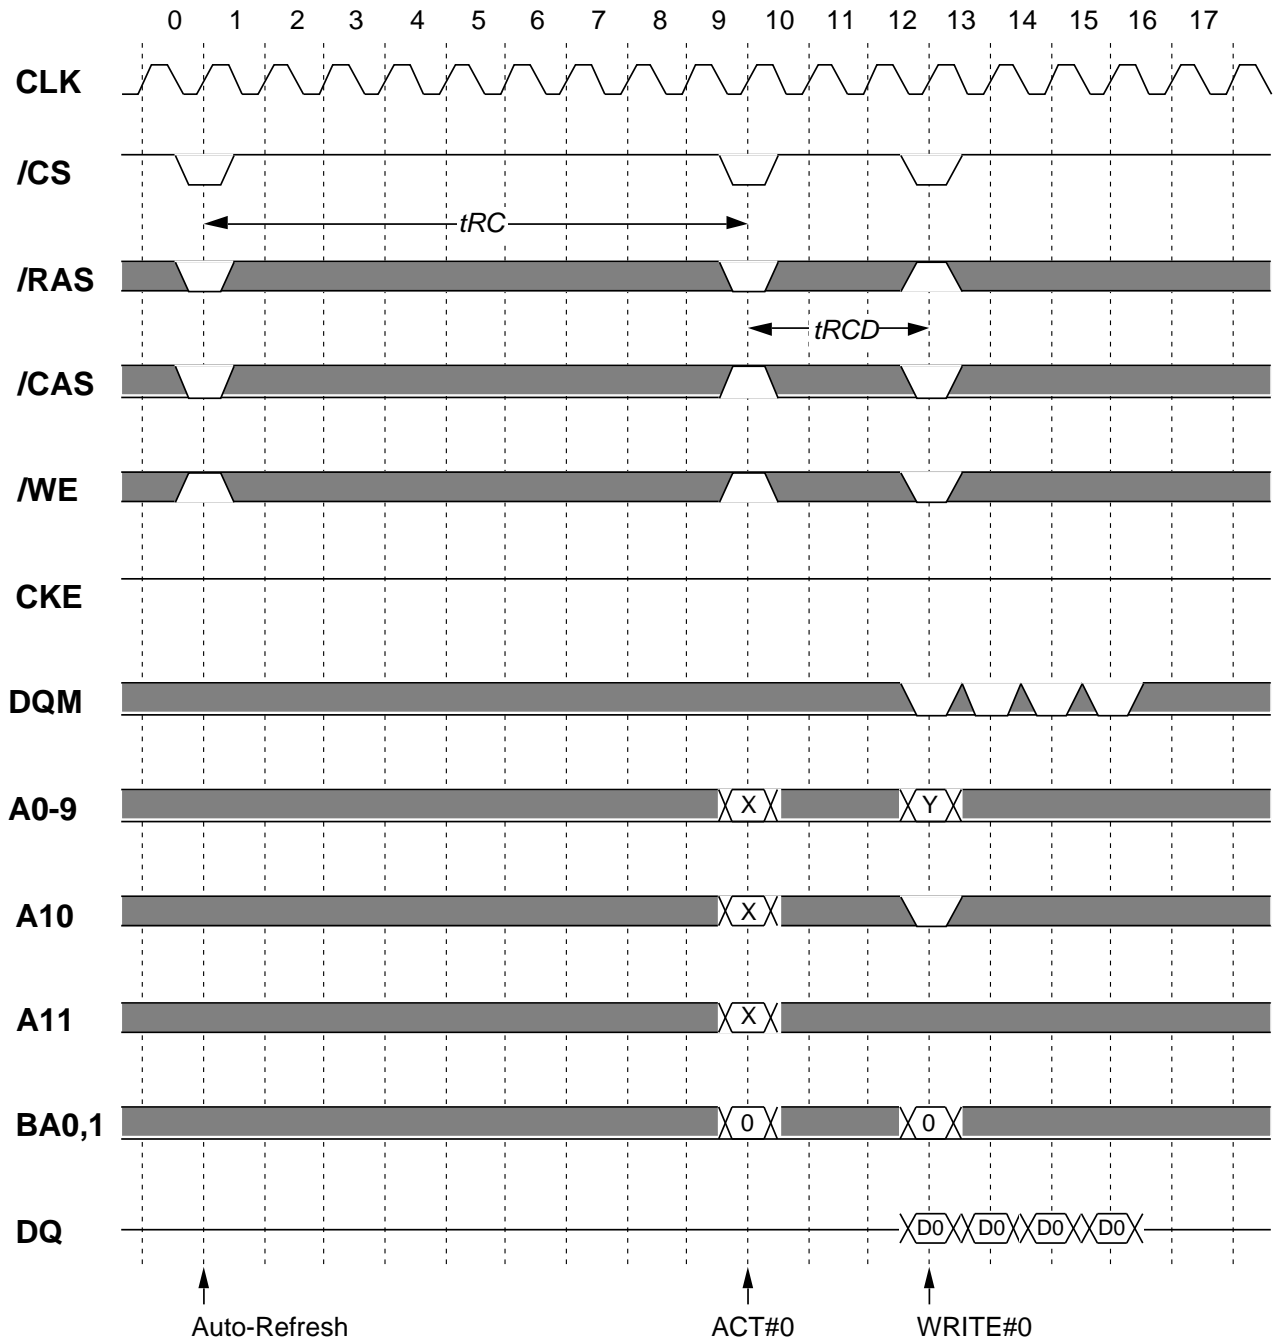 0 1 2 3 4 5 6 7 8 9 10 11 12 13 14 15 16 17
CLK
/CS
tRC
/RAS
tRCD
/CAS
/WE
CKE
DQM
A0-9 X Y
A10 X
A11 X
BA0,1 0 0
DQ D0 D0 D0 D0
Auto-Refresh ACT#0 WRITE#0